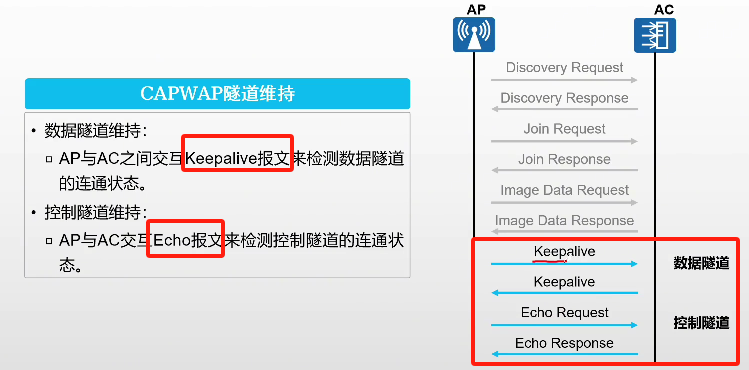 CAPWAP隧道维持
• 数据隧道维持：
▫ AP与AC之间交互Keepalive报文来检测数据隧道
的连通状态。
• 控制隧道维持：
▫ AP与AC交互Echo报文来检测控制隧道的连通状
态。
AP
AC
Discovery Request
Discovery Response
Join Request
Join Response
Image Data Request
Image Data Response
Keepalive
数据隧道
Keepalive
Echo Request
控制隧道
Echo Response